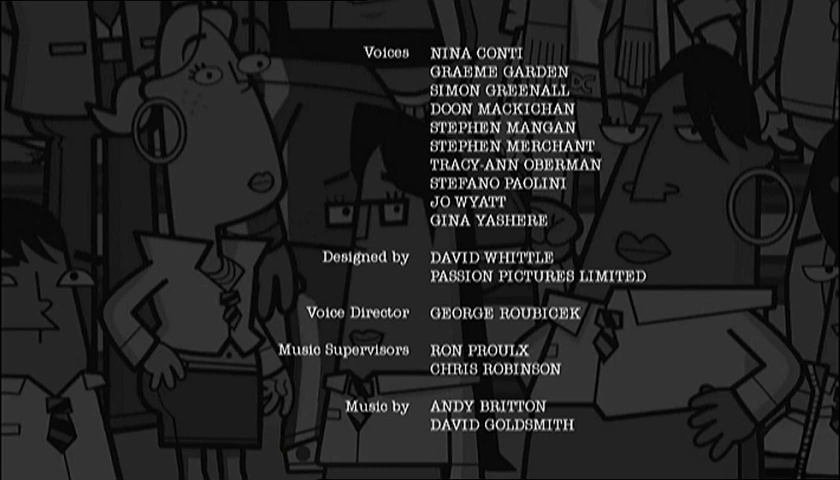 Voices NINA CONTI
GRAEME GARDEN
SIMON GREENALL
DOON MACKICHAN
STEPHEN MANGAN
STEPHEN MERCHANT
TRACY-ANN OBERMAN
STEFANO PAOLINI
JO WYATT
GINA YASHERE
Designed by DAVID WHITTLE
PASSION PICTURES LIMITED
Voice Director GEORGE ROUBICEK
Music Supervisors RON PROULX
CHRIS ROBINSON
Music by ANDY BRITTON
DAVID GOLDSMITH